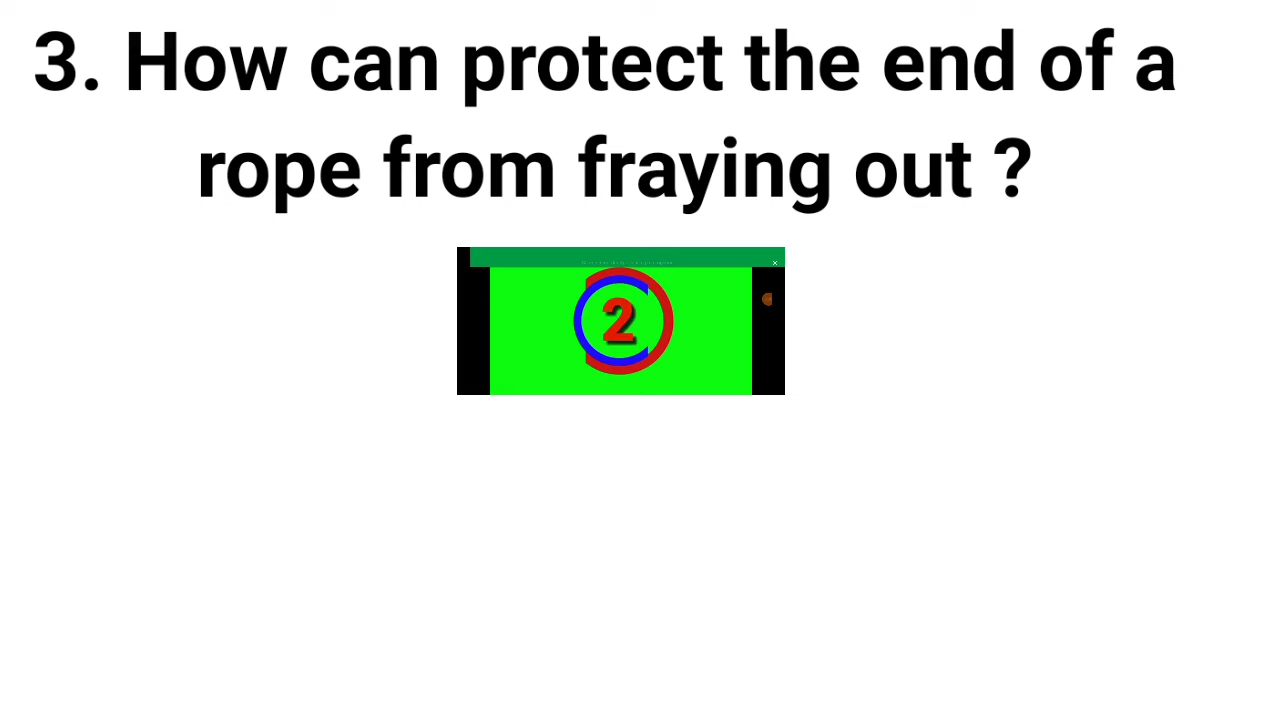 3. How can protect the end of a
rope from fraying out ?
2